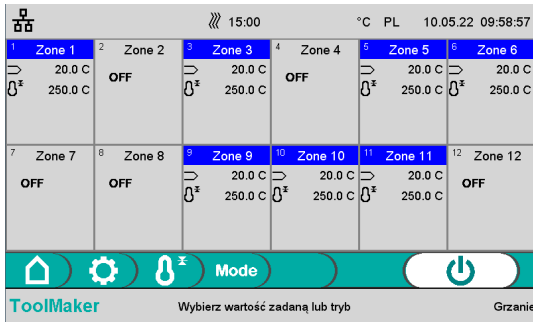 15:00 °C PL 10.05.22 09:58:57
1 Zone 1 2 Zone 2 3 Zone 3 4 Zone 4 5 Zone 5 6 Zone 6
20.0 C OFF 20.0 C OFF 20.0 C 20.0 C
250.0 C 250.0 C 250.0 C 250.0 C
7 Zone 7 8 Zone 8 9 Zone 9 10 Zone 10 11 Zone 11 12 Zone 12
OFF OFF 20.0 C 20.0 C 20.0 C OFF
250.0 C 250.0 C 250.0 C
Mode
ToolMaker Wybierz wartość zadaną lub tryb Grzanie